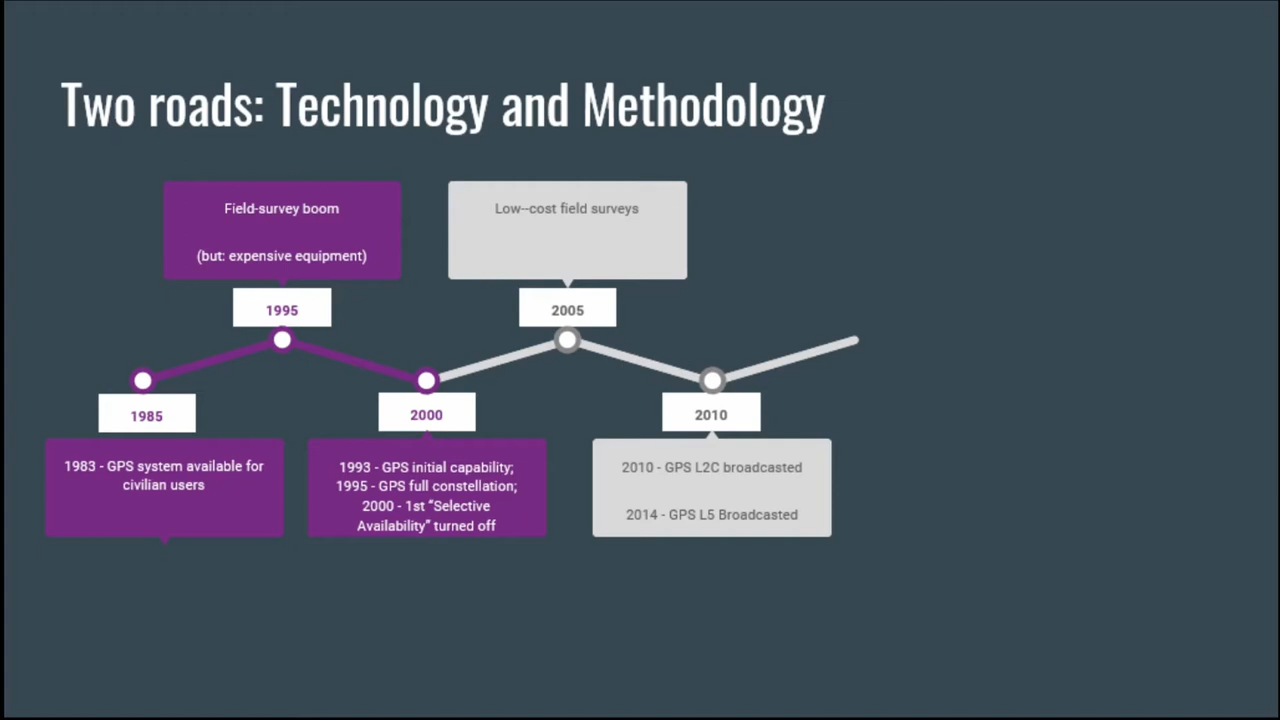 Two roads: Technology and Methodology
Field-survey boom
(but: expensive equipment)
Low--cost field surveys
1995
2005
1985
2000
2010
1983 - GPS system available for
civilian users
1993 - GPS initial capability;
1995 - GPS full constellation;
2000 - 1st “Selective
Availability” turned off
2010 - GPS L2C broadcasted
2014 - GPS L5 Broadcasted